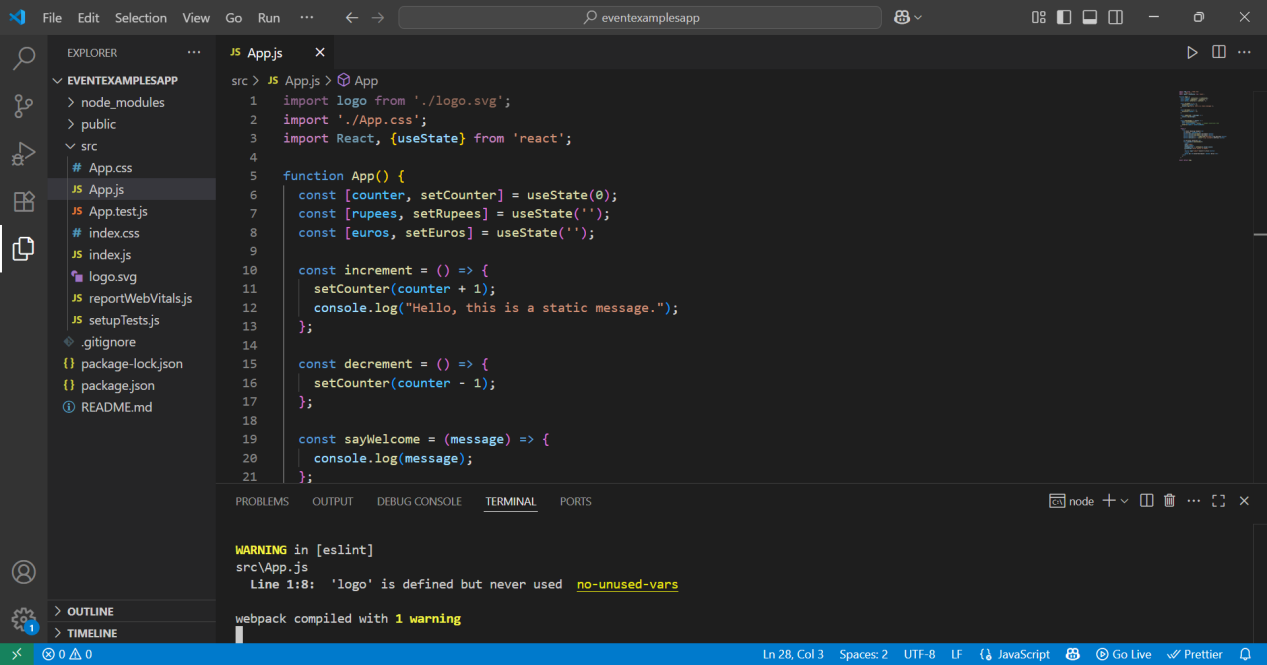 File Edit Selection View Go Run ··· eventexamplesapp
EXPLORER ···
EVENTEXAMPLESAPP
node_modules
public
src
# App.css
JS App.js
JS App.test.js
# index.css
JS index.js
logo.svg
JS reportWebVitals.js
JS setupTests.js
.gitignore
{} package-lock.json
{} package.json
README.md
OUTLINE
TIMELINE
1
JS App.js
src > JS App.js > App
1 import logo from './logo.svg';
2 import './App.css';
3 import React, {useState} from 'react';
4
5 function App() {
6 const [counter, setCounter] = useState(0);
7 const [rupees, setRupees] = useState('');
8 const [euros, setEuros] = useState('');
9
10 const increment = () => {
11 setCounter(counter + 1);
12 console.log("Hello, this is a static message.");
13 };
14
15 const decrement = () => {
16 setCounter(counter - 1);
17 };
18
19 const sayWelcome = (message) => {
20 console.log(message);
21 };
PROBLEMS OUTPUT DEBUG CONSOLE TERMINAL PORTS node
WARNING in [eslint]
src\App.js
Line 1:8: 'logo' is defined but never used no-unused-vars
webpack compiled with 1 warning
0 0 Ln 28, Col 3 Spaces: 2 UTF-8 LF {} JavaScript Go Live Prettier